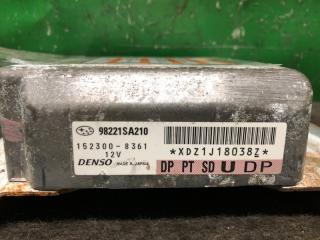 98221SA210
152300-8361
12V
DENSO MADE IN JAPAN
*XDZ1J18038Z*
DP PT SD U DP